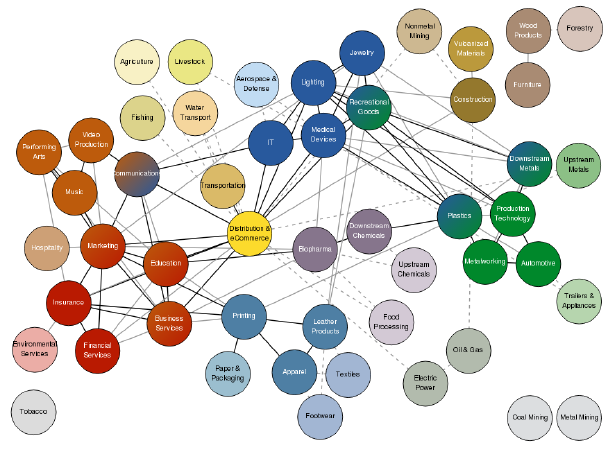 Nonmetal
Mining
Wood
Products
Forestry
Jewelry
Vulcanized
Materials
Agriculture
Livestock
Aerospace &
Defense
Lighting
Furniture
Recreational
Goods
Construction
Fishing
Water
Transport
Video
Production
Performing
Arts
IT
Medical
Devices
Communications
Downstream
Metals
Upstream
Metals
Music
Transportation
Plastics
Production
Technology
Distribution &
eCommerce
Downstream
Chemicals
Hospitality
Marketing
Education
Biopharma
Upstream
Chemicals
Metalworking
Automotive
Insurance
Business
Services
Printing
Leather
Products
Food
Processing
Trailers &
Appliances
Environmental
Services
Financial
Services
Oil & Gas
Paper &
Packaging
Apparel
Textiles
Electric
Power
Tobacco
Footwear
Coal Mining
Metal Mining